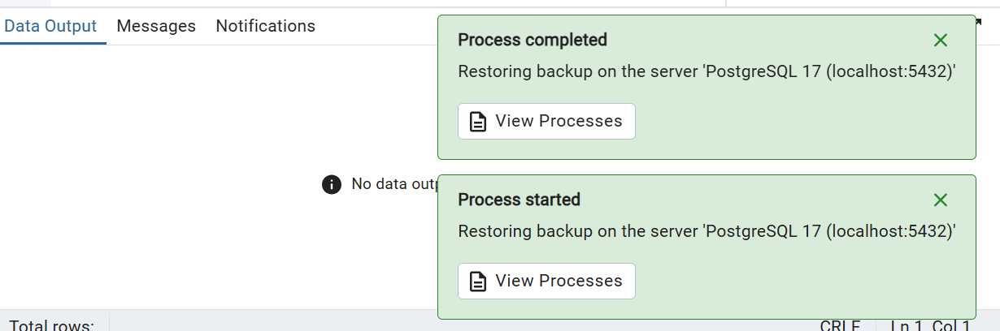 Data Output Messages Notifications
Process completed
Restoring backup on the server 'PostgreSQL 17 (localhost:5432)'
View Processes
No data outp
Process started
Restoring backup on the server 'PostgreSQL 17 (localhost:5432)'
View Processes
Total rows: CRLF Ln 1, Col 1